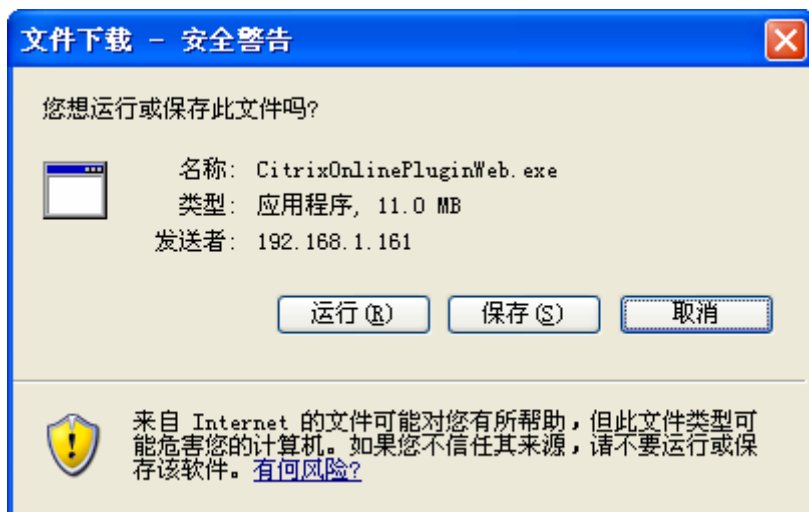 文件下载 - 安全警告
您想运行或保存此文件吗?
名称: CitrixOnlinePluginWeb.exe
类型: 应用程序, 11.0 MB
发送者: 192.168.1.161
运行(R) 保存(S) 取消
来自 Internet 的文件可能对您有所帮助,但此文件类型可
能危害您的计算机。如果您不信任其来源,请不要运行或保
存该软件。有何风险?